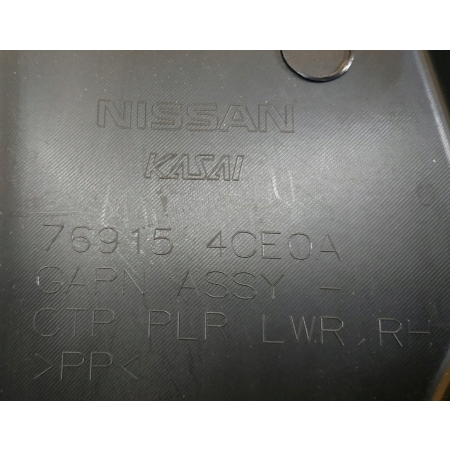 NISSAN
KASAI
76915 4CE0A
GARN ASSY -
CTR PLR LWR, RH
>PP<